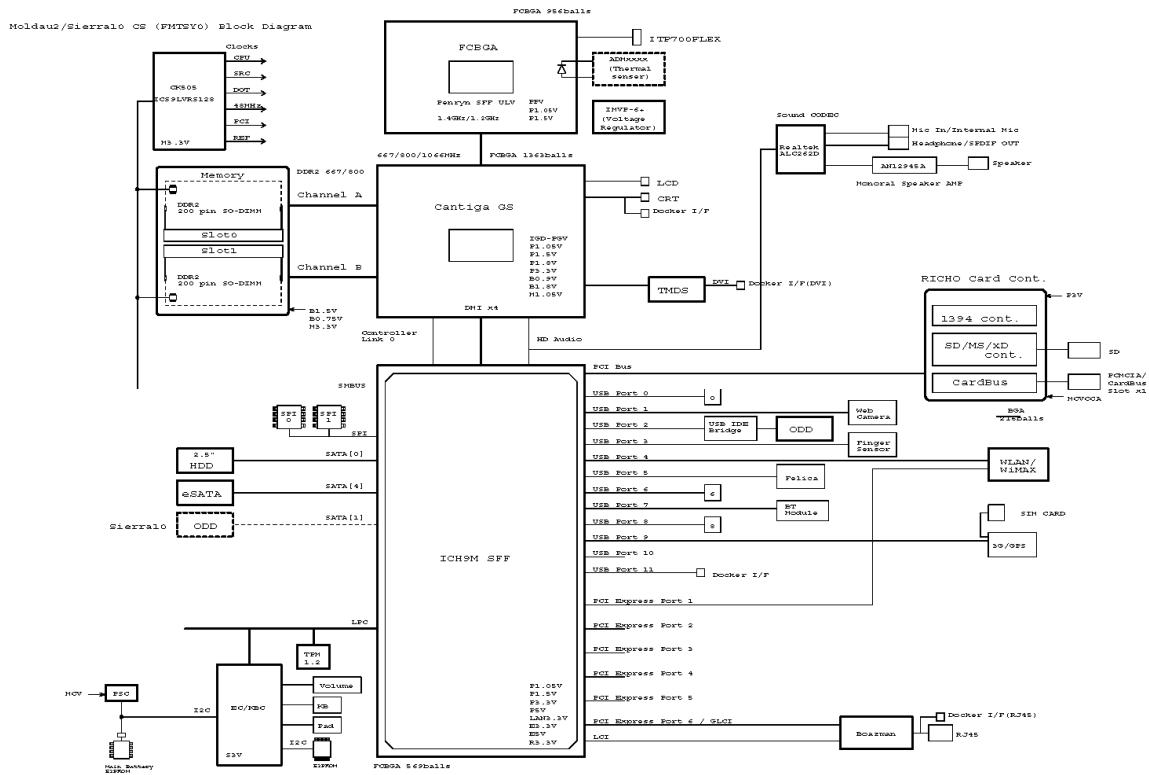 Moldau2/Sierra10 CS (FMTSY6) Block Diagram
FCBGA 956balls
FCBGA
Penryn SFF ULV
1.4GHz/1.2GHz
PPV
P1.05V
P1.5V
ITP700FLEX
ADMxxxx
(Thermal
sensor)
IMVP-6+
(Voltage
Regulator)
Clocks
CK505
ICS9LVRS128
M3.3V
CPU
SRC
DOT
48MHz
PCI
REF
667/800/1066MHz
FCBGA 1363balls
Memory
DDR2 667/800
DDR2
200 pin SO-DIMM
Slot0
Slot1
DDR2
200 pin SO-DIMM
Channel A
Channel B
B1.5V
B0.75V
M3.3V
Cantiga GS
IGD-PGV
P1.05V
P1.5V
P1.8V
P3.3V
B0.9V
B1.8V
M1.05V
DMI x4
LCD
CRT
Docker I/F
TMDS
DVI
Docker I/F(DVI)
Sound CODEC
Realtek
ALC262D
Mic In/Internal Mic
Headphone/SPDIF OUT
AN12945A
Speaker
Monoral Speaker AMP
RICHO Card Cont.
1394 cont.
SD/MS/xD
cont.
CardBus
P3V
SD
PCMCIA/
CardBus
Slot x1
MCVCCA
BGA
Controller
Link 0
HD Audio
PCI Bus
SMBUS
SPI
0
SPI
1
SPI
2.5"
HDD
SATA[0]
eSATA
SATA[4]
Sierra10
ODD
SATA[1]
ICH9M SFF
USB Port 0
0
USB Port 1
Web
Camera
USB Port 2
USB IDE
Bridge
ODD
USB Port 3
Finger
Sensor
USB Port 4
WLAN/
WiMAX
USB Port 5
Felica
USB Port 6
6
USB Port 7
BT
Module
USB Port 8
8
USB Port 9
SIM CARD
3G/GPS
USB Port 10
USB Port 11
Docker I/F
PCI Express Port 1
PCI Express Port 2
PCI Express Port 3
PCI Express Port 4
PCI Express Port 5
PCI Express Port 6 / GLCI
LCI
Boazman
Docker I/F(RJ45)
RJ45
LPC
TPM
1.2
EC/KBC
S3V
Volume
KB
Pad
I2C
E2PROM
MCV
PSC
I2C
Main Battery
E2PROM
P1.05V
P1.5V
P3.3V
P5V
LAN3.3V
E3.3V
E5V
R3.3V
FCBGA 569balls